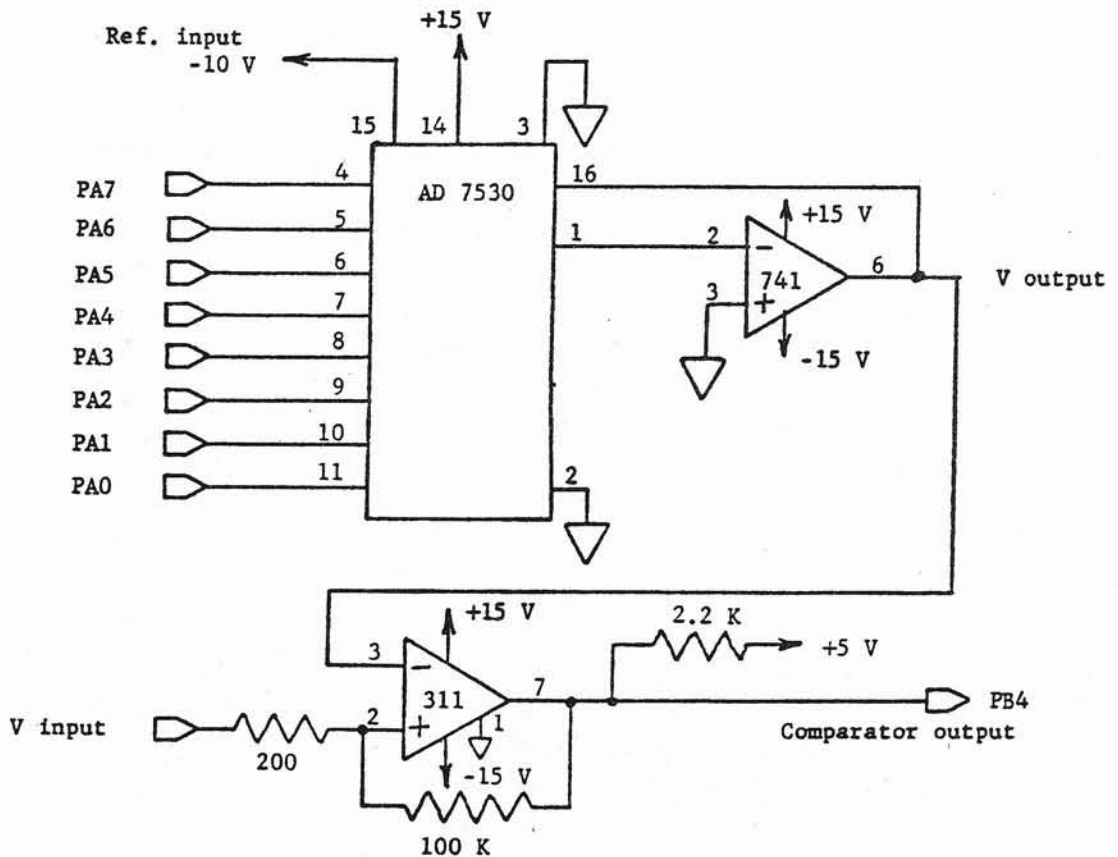 +15 V
Ref. input
-10 V
15
14
3
PA7
4
AD 7530
16
PA6
5
+15 V
1
2
PA5
6
741
6
V output
PA4
7
3
PA3
8
-15 V
PA2
9
PA1
10
PA0
11
2
+15 V
2.2 K
3
+5 V
311
7
PB4
V input
2
1
Comparator output
200
-15 V
100 K